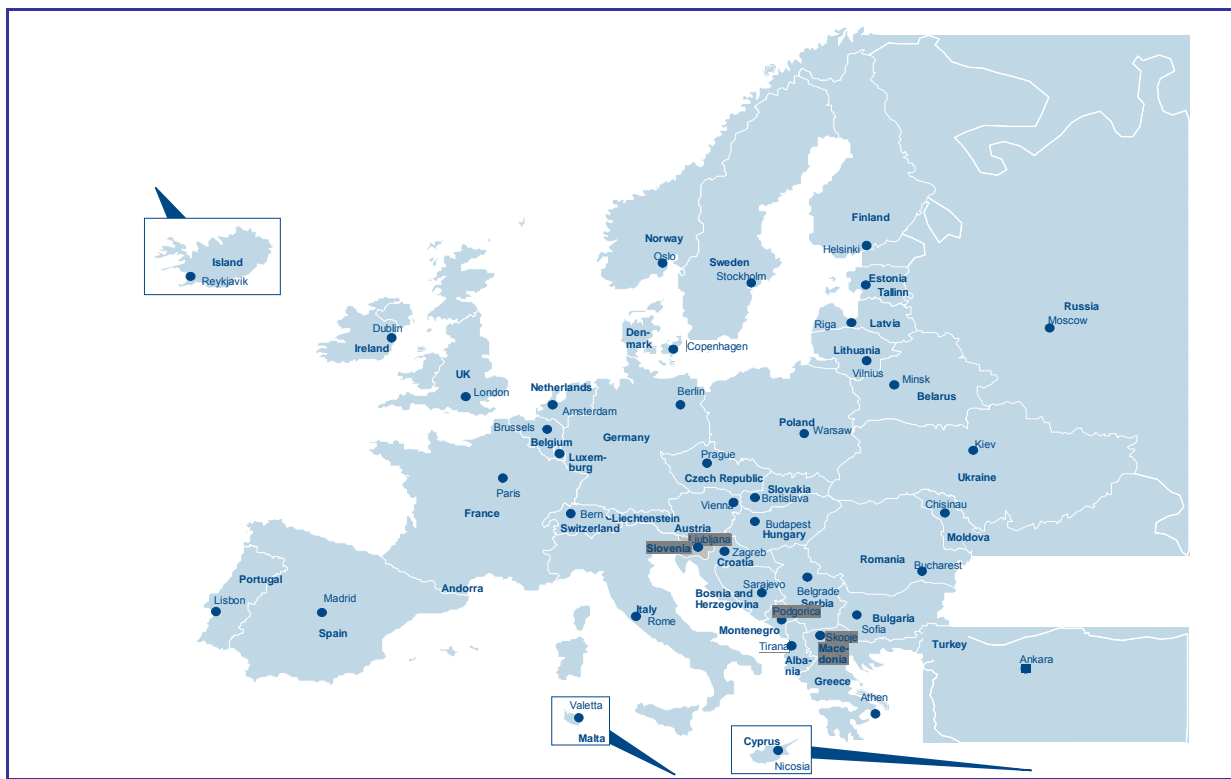 Finland
Norway
Helsinki
Oslo
Sweden
Island
Stockholm
Reykjavik
Estonia
Tallinn
Russia
Moscow
Riga
Latvia
Dublin
Ireland
Den-
mark
Copenhagen
Lithuania
Vilnius
Minsk
Belarus
UK
London
Netherlands
Amsterdam
Berlin
Brussels
Belgium
Germany
Poland
Warsaw
Luxem-
burg
Kiev
Ukraine
Prague
Czech Republic
Paris
France
Slovakia
Bratislava
Vienna
Chisinau
Moldova
Bern
Switzerland
Liechtenstein
Austria
Budapest
Hungary
Ljubljana
Slovenia
Zagreb
Croatia
Romania
Bucharest
Portugal
Lisbon
Madrid
Spain
Andorra
Sarajevo
Bosnia and
Herzegovina
Belgrade
Serbia
Italy
Rome
Podgorica
Montenegro
Bulgaria
Sofia
Skopje
Mace-
donia
Tirana
Alba-
nia
Greece
Athen
Turkey
Ankara
Valetta
Malta
Cyprus
Nicosia